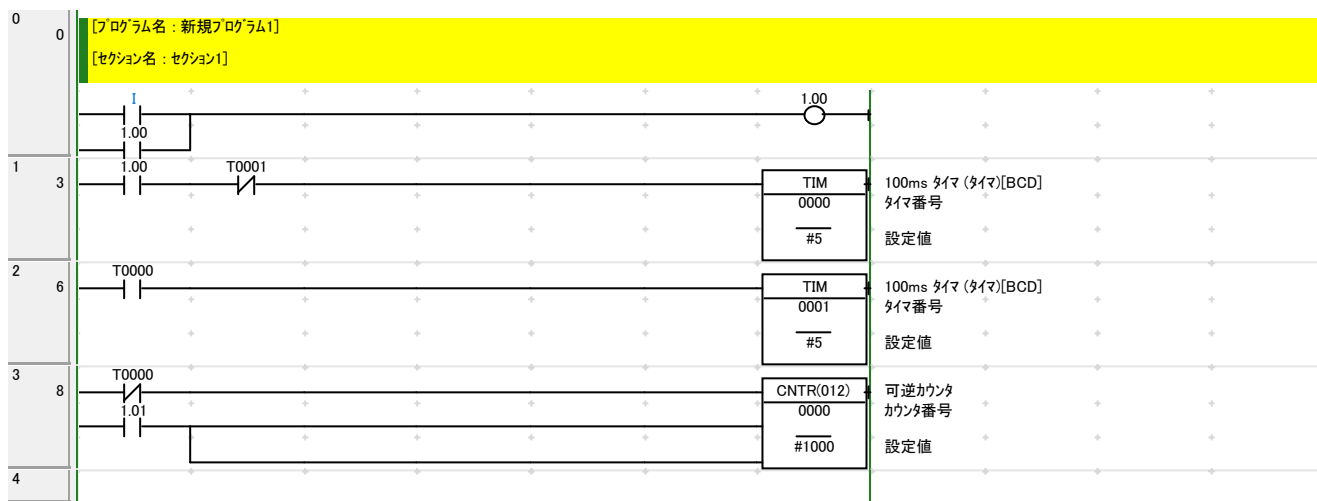 0
0
[プログラム名 : 新規プログラム1]
[セクション名 : セクション1]
I
1.00
1.00
1
3
1.00
T0001
TIM
100ms タイマ (タイマ)[BCD]
0000
タイマ番号
#5
設定値
2
6
T0000
TIM
100ms タイマ (タイマ)[BCD]
0001
タイマ番号
#5
設定値
3
8
T0000
CNTR(012)
可逆カウンタ
1.01
0000
カウンタ番号
#1000
設定値
4